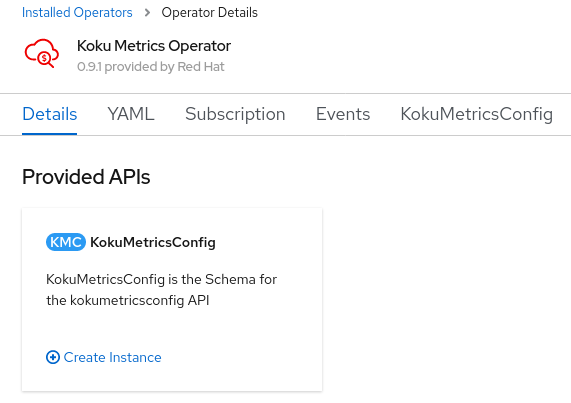 Installed Operators > Operator Details
Koku Metrics Operator
0.9.1 provided by Red Hat
Details YAML Subscription Events KokuMetricsConfig
Provided APIs
KMC KokuMetricsConfig
KokuMetricsConfig is the Schema for
the kokumetricsconfig API
Create Instance